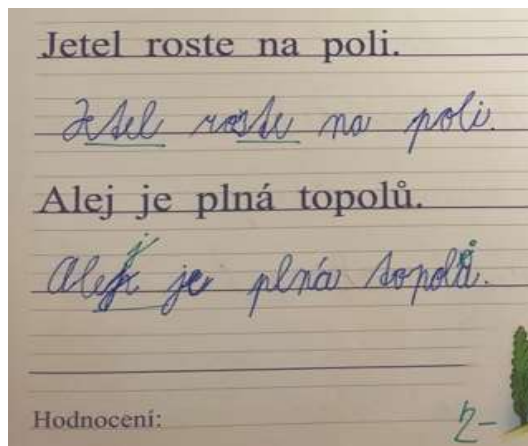 Jetel roste na poli.
Jetel roste na poli.
Alej je plná topolů.
j
Alej je plná topolů.
Hodnocení:
2-